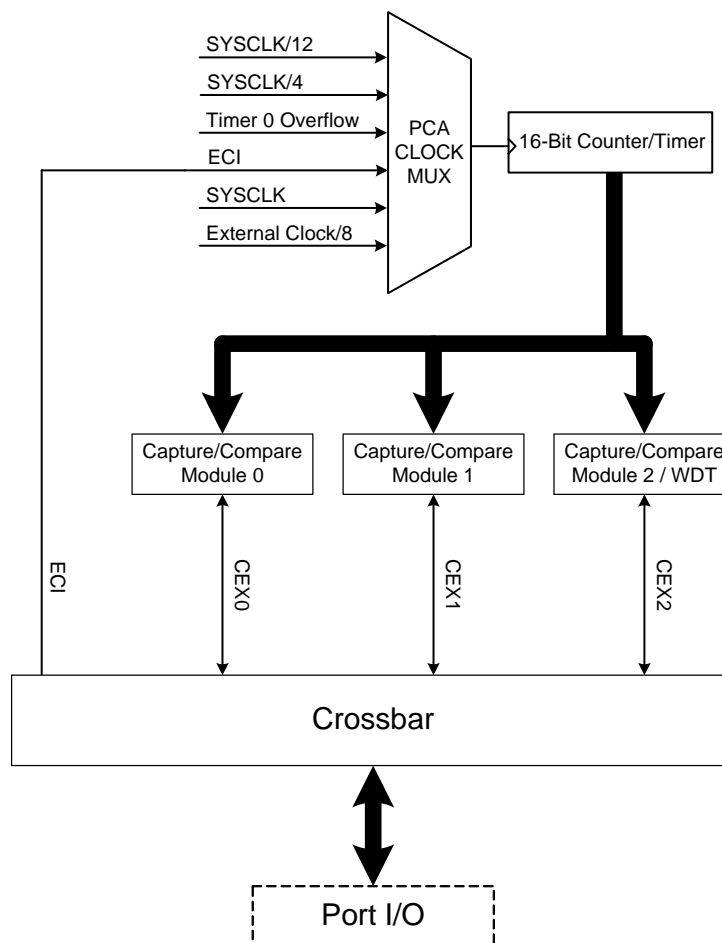 SYSCLK/12
SYSCLK/4
Timer 0 Overflow
ECI
SYSCLK
External Clock/8
PCA
CLOCK
MUX
16-Bit Counter/Timer
Capture/Compare
Module 0
Capture/Compare
Module 1
Capture/Compare
Module 2 / WDT
ECI
CEX0
CEX1
CEX2
Crossbar
Port I/O